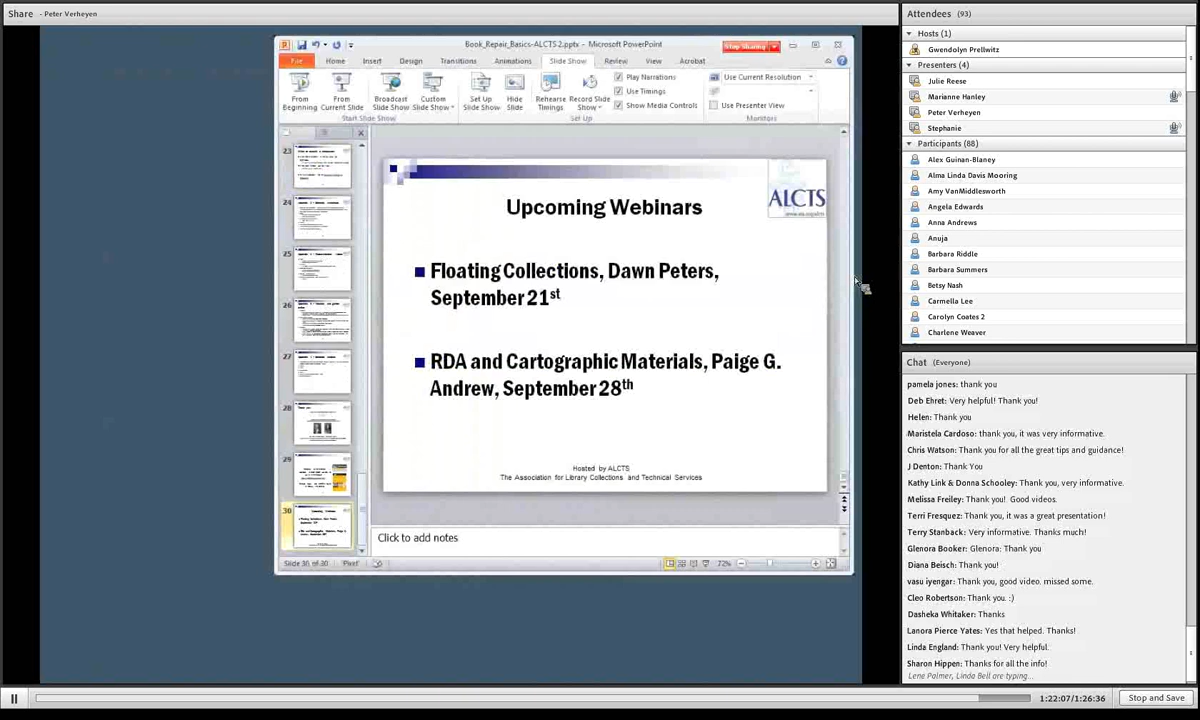 Share - Peter Verheyen
Book_Repair_Basics-ALCTS-2.pptx - Microsoft PowerPoint
Stop Sharing
File Home Insert Design Transitions Animations Slide Show Review View Acrobat
From Beginning
From Current Slide
Broadcast Slide Show
Custom Slide Show
Set Up Slide Show
Hide Slide
Rehearse Timings
Record Slide Show
Play Narrations
Use Timings
Show Media Controls
Use Current Resolution
Use Presenter View
Start Slide Show
Set Up
Monitors
23
24
25
26
27
28
29
30
ALCTS
Upcoming Webinars
Floating Collections, Dawn Peters,
September 21st
RDA and Cartographic Materials, Paige G.
Andrew, September 28th
Hosted by ALCTS
The Association for Library Collections and Technical Services
Click to add notes
Slide 30 of 30
"Pixel"
72%
Attendees (93)
Hosts (1)
Gwendolyn Prellwitz
Presenters (4)
Julie Reese
Marianne Hanley
Peter Verheyen
Stephanie
Participants (88)
Alex Guinan-Blaney
Alma Linda Davis Mooring
Amy VanMiddlesworth
Angela Edwards
Anna Andrews
Anuja
Barbara Riddle
Barbara Summers
Betsy Nash
Carmella Lee
Carolyn Coates 2
Charlene Weaver
Chat (Everyone)
pamela jones: thank you
Deb Ehret: Very helpful! Thank you!
Helen: Thank you
Maristela Cardoso: thank you, it was very informative.
Chris Watson: Thank you for all the great tips and guidance!
J Denton: Thank You
Kathy Link & Donna Schooley: Thank you, very informative.
Melissa Freiley: Thank you! Good videos.
Terri Fresquez: Thank you, it was a great presentation!
Terry Stanback: Very informative. Thanks much!
Glenora Booker: Glenora: Thank you
Diana Beisch: Thank you!
vasu iyengar: Thank you, good video. missed some.
Cleo Robertson: Thank you. :)
Dasheka Whitaker: Thanks
Lanora Pierce Yates: Yes that helped. Thanks!
Linda England: Thank you! Very helpful.
Sharon Hippen: Thanks for all the info!
Lene Palmer, Linda Bell are typing...
1:22:07/1:26:36
Stop and Save